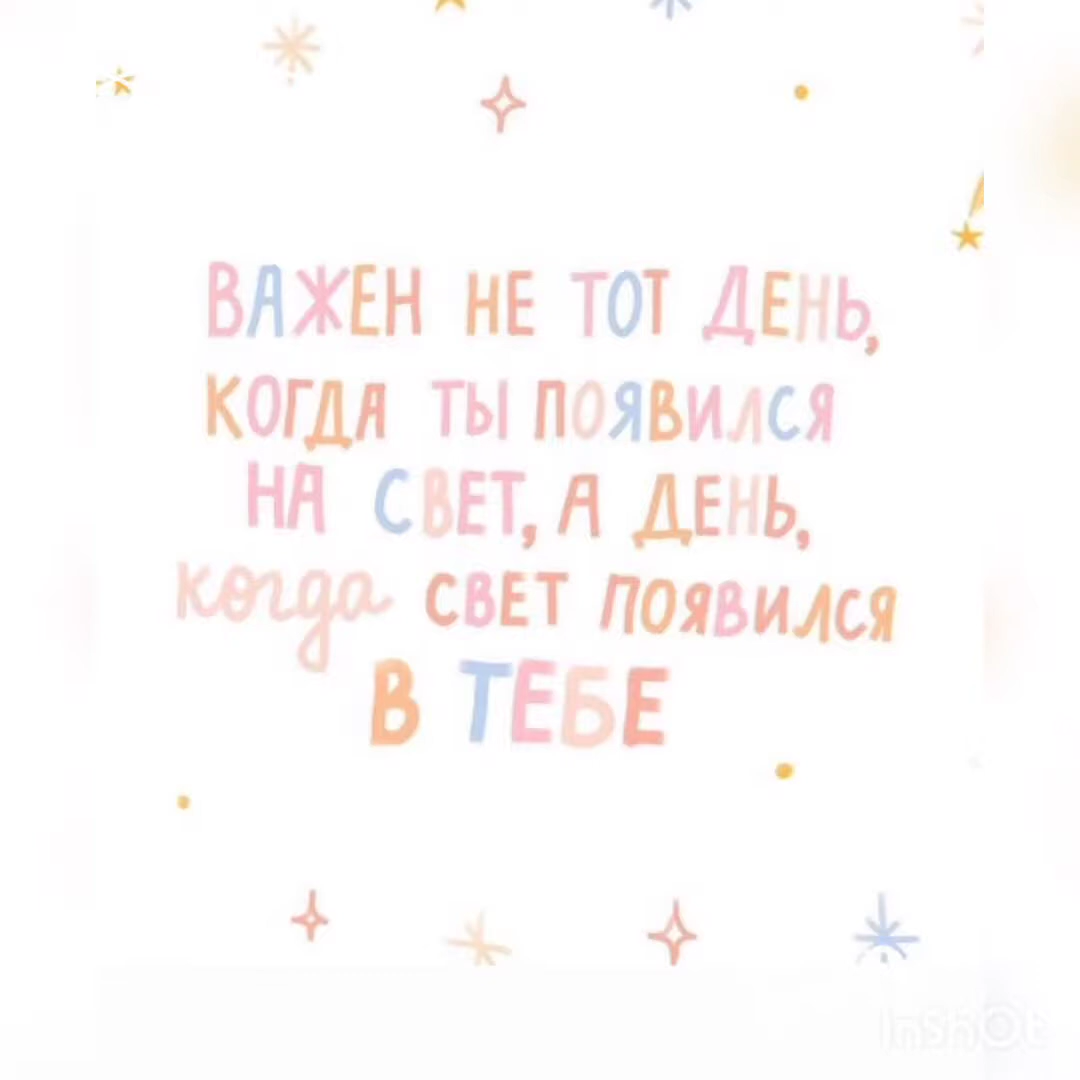 ВАЖЕН НЕ ТОТ ДЕНЬ,
КОГДА ТЫ ПОЯВИЛСЯ
НА СВЕТ, А ДЕНЬ,
когда СВЕТ ПОЯВИЛСЯ
В ТЕБЕ
InShOt